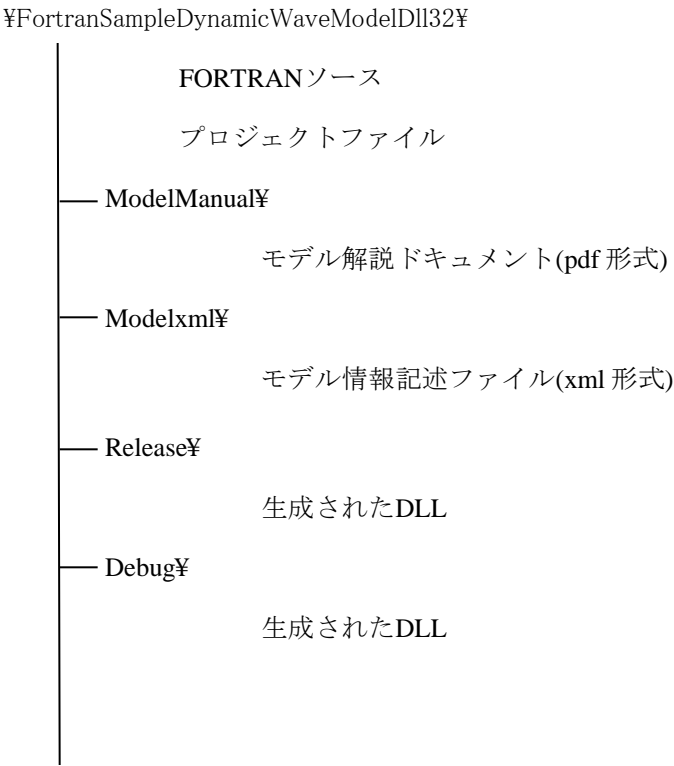 ¥FortranSampleDynamicWaveModelDll32¥
FORTRANソース
プロジェクトファイル
ModelManual¥
モデル解説ドキュメント(pdf 形式)
Modelxml¥
モデル情報記述ファイル(xml 形式)
Release¥
生成されたDLL
Debug¥
生成されたDLL